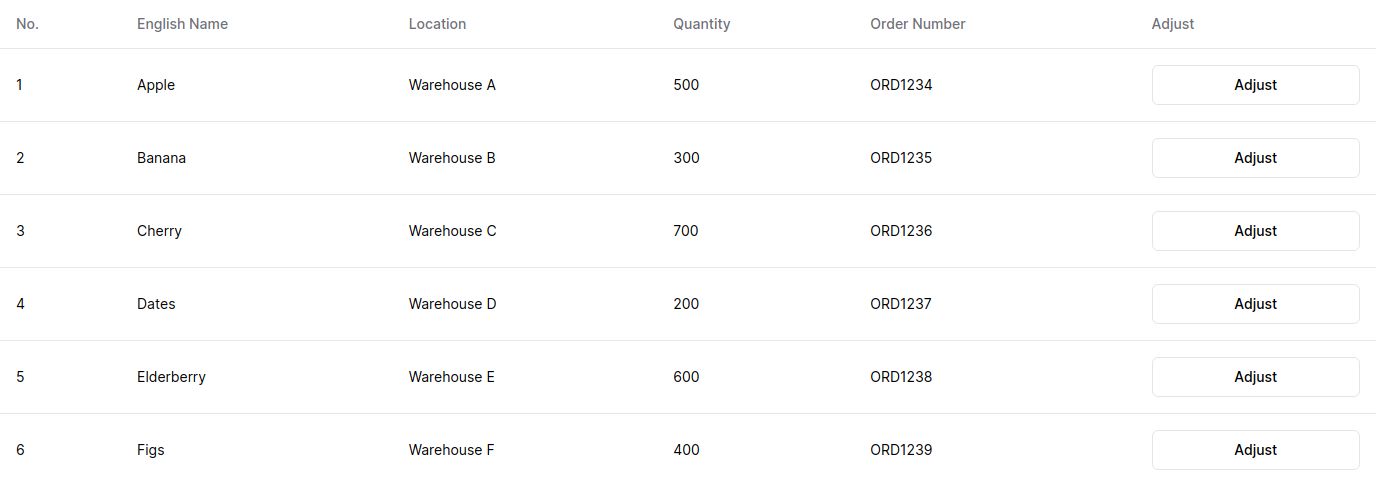 No. English Name Location Quantity Order Number Adjust
1 Apple Warehouse A 500 ORD1234 Adjust
2 Banana Warehouse B 300 ORD1235 Adjust
3 Cherry Warehouse C 700 ORD1236 Adjust
4 Dates Warehouse D 200 ORD1237 Adjust
5 Elderberry Warehouse E 600 ORD1238 Adjust
6 Figs Warehouse F 400 ORD1239 Adjust